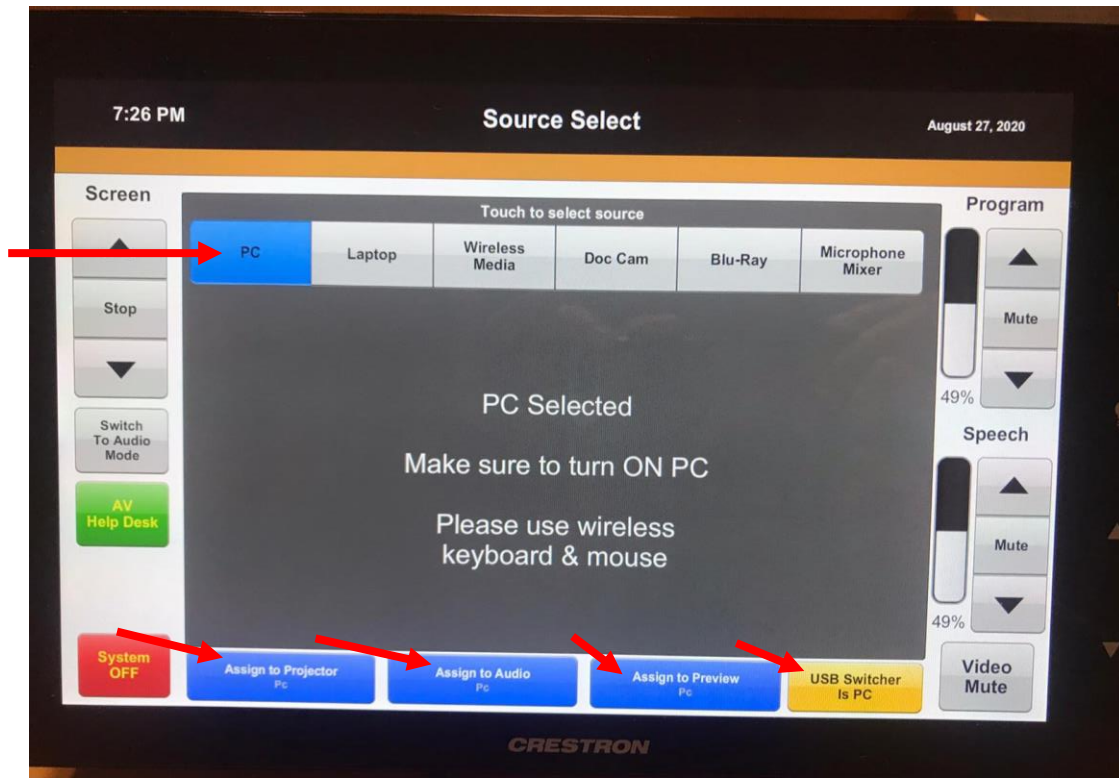 7:26 PM
Source Select
August 27, 2020
Screen
Stop
Switch
To Audio
Mode
AV
Help Desk
System
OFF
Touch to select source
PC
Laptop
Wireless
Media
Doc Cam
Blu-Ray
Microphone
Mixer
PC Selected
Make sure to turn ON PC
Please use wireless
keyboard & mouse
Assign to Projector
Pc
Assign to Audio
Pc
Assign to Preview
Pc
USB Switcher
Is PC
Program
Mute
49%
Speech
Mute
49%
Video
Mute
CRESTRON